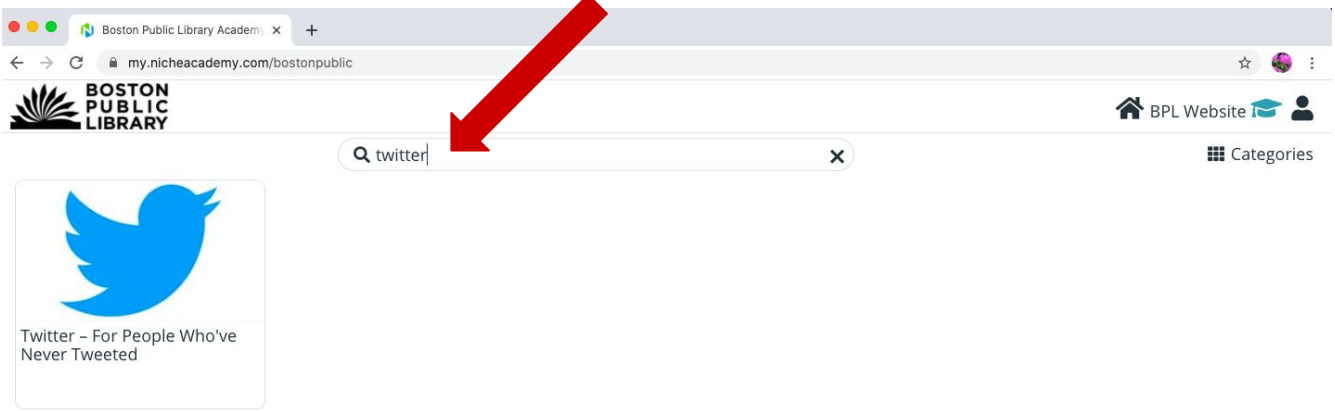 Boston Public Library Academy
my.nicheacademy.com/bostonpublic
BOSTON
PUBLIC
LIBRARY
BPL Website
twitter
Categories
Twitter – For People Who've
Never Tweeted